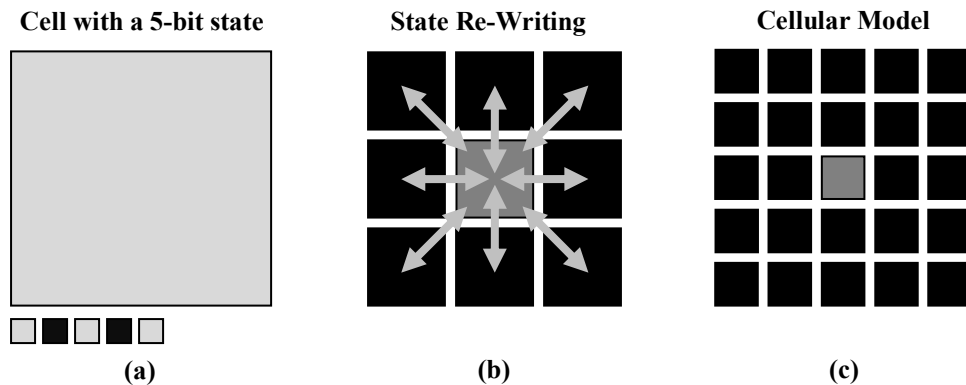 Cell with a 5-bit state
State Re-Writing
Cellular Model
(a)
(b)
(c)